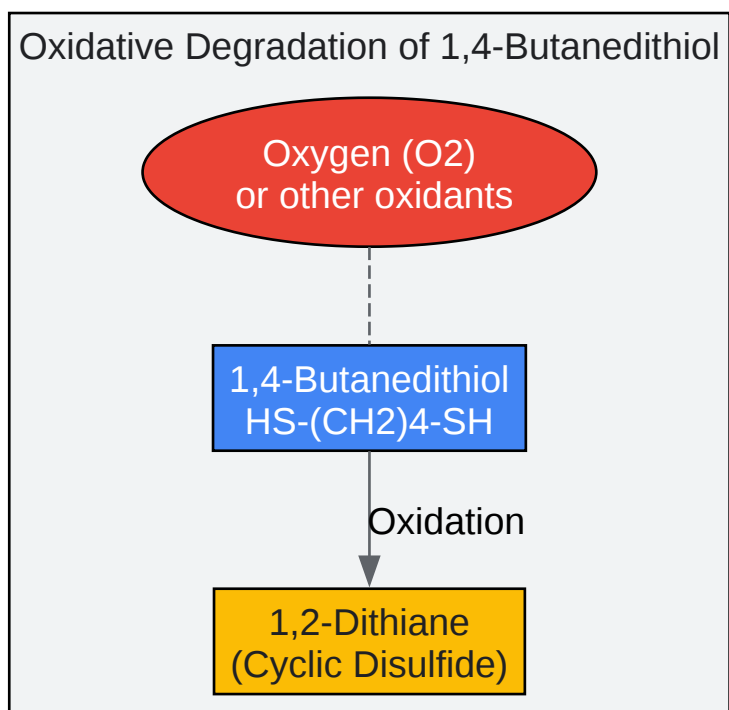 Oxidative Degradation of 1,4-Butanedithiol
Oxygen (O2)
or other oxidants
1,4-Butanedithiol
HS-(CH2)4-SH
Oxidation
1,2-Dithiane
(Cyclic Disulfide)